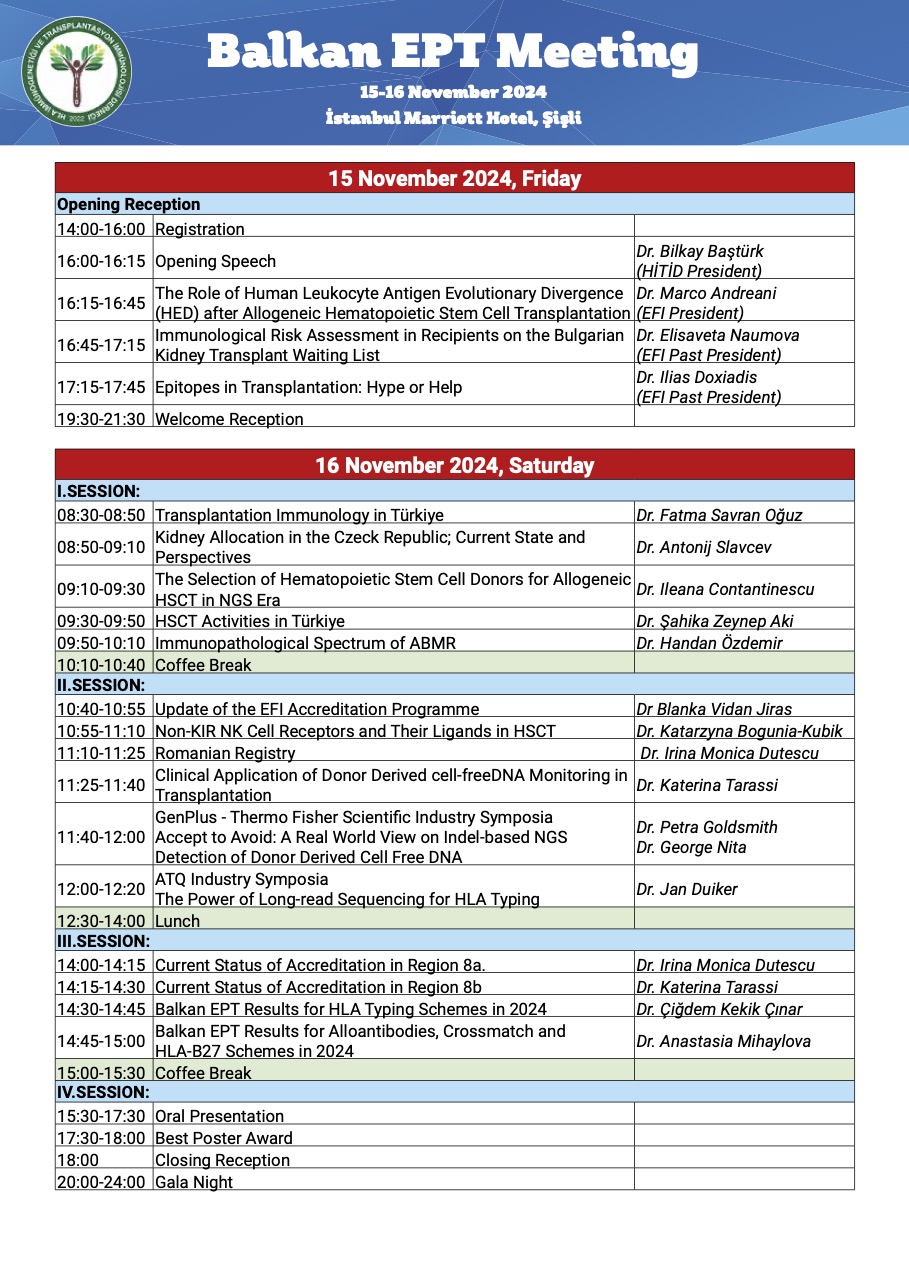 HLA İMMÜNOGENETİĞİ VE TRANSPLANTASYON İMMÜNOLOJİSİ DERNEĞİ
2022
Balkan EPT Meeting
15-16 November 2024
İstanbul Marriott Hotel, Şişli
15 November 2024, Friday
Opening Reception
14:00-16:00 Registration
16:00-16:15 Opening Speech Dr. Bilkay Baştürk
(HİTİD President)
16:15-16:45 The Role of Human Leukocyte Antigen Evolutionary Divergence
(HED) after Allogeneic Hematopoietic Stem Cell Transplantation
Dr. Marco Andreani
(EFI President)
16:45-17:15 Immunological Risk Assessment in Recipients on the Bulgarian
Kidney Transplant Waiting List
Dr. Elisaveta Naumova
(EFI Past President)
17:15-17:45 Epitopes in Transplantation: Hype or Help Dr. Ilias Doxiadis
(EFI Past President)
19:30-21:30 Welcome Reception
16 November 2024, Saturday
I.SESSION:
08:30-08:50 Transplantation Immunology in Türkiye Dr. Fatma Savran Oğuz
08:50-09:10 Kidney Allocation in the Czeck Republic; Current State and
Perspectives
Dr. Antonij Slavcev
09:10-09:30 The Selection of Hematopoietic Stem Cell Donors for Allogeneic
HSCT in NGS Era
Dr. Ileana Contantinescu
09:30-09:50 HSCT Activities in Türkiye Dr. Şahika Zeynep Aki
09:50-10:10 Immunopathological Spectrum of ABMR Dr. Handan Özdemir
10:10-10:40 Coffee Break
II.SESSION:
10:40-10:55 Update of the EFI Accreditation Programme Dr Blanka Vidan Jiras
10:55-11:10 Non-KIR NK Cell Receptors and Their Ligands in HSCT Dr. Katarzyna Bogunia-Kubik
11:10-11:25 Romanian Registry Dr. Irina Monica Dutescu
11:25-11:40 Clinical Application of Donor Derived cell-freeDNA Monitoring in
Transplantation
Dr. Katerina Tarassi
11:40-12:00 GenPlus - Thermo Fisher Scientific Industry Symposia
Accept to Avoid: A Real World View on Indel-based NGS
Detection of Donor Derived Cell Free DNA
Dr. Petra Goldsmith
Dr. George Nita
12:00-12:20 ATQ Industry Symposia
The Power of Long-read Sequencing for HLA Typing
Dr. Jan Duiker
12:30-14:00 Lunch
III.SESSION:
14:00-14:15 Current Status of Accreditation in Region 8a. Dr. Irina Monica Dutescu
14:15-14:30 Current Status of Accreditation in Region 8b Dr. Katerina Tarassi
14:30-14:45 Balkan EPT Results for HLA Typing Schemes in 2024 Dr. Çiğdem Kekik Çınar
14:45-15:00 Balkan EPT Results for Alloantibodies, Crossmatch and
HLA-B27 Schemes in 2024
Dr. Anastasia Mihaylova
15:00-15:30 Coffee Break
IV.SESSION:
15:30-17:30 Oral Presentation
17:30-18:00 Best Poster Award
18:00 Closing Reception
20:00-24:00 Gala Night